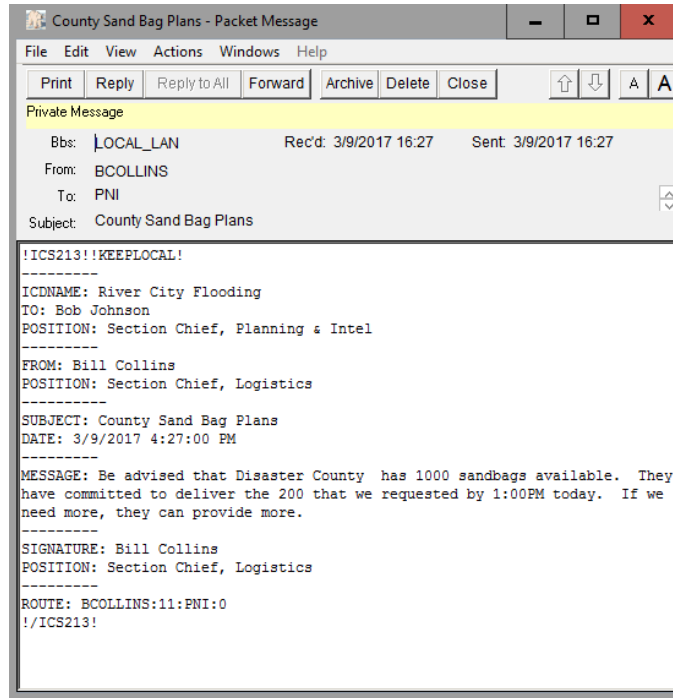 County Sand Bag Plans - Packet Message
File Edit View Actions Windows Help
Print Reply Reply to All Forward Archive Delete Close A A
Private Message
Bbs: LOCAL_LAN Rec'd: 3/9/2017 16:27 Sent: 3/9/2017 16:27
From: BCOLLINS
To: PNI
Subject: County Sand Bag Plans
!ICS213!!KEEPLOCAL!
---------
ICDNAME: River City Flooding
TO: Bob Johnson
POSITION: Section Chief, Planning & Intel
---------
FROM: Bill Collins
POSITION: Section Chief, Logistics
----------
SUBJECT: County Sand Bag Plans
DATE: 3/9/2017 4:27:00 PM
---------
MESSAGE: Be advised that Disaster County  has 1000 sandbags available.  They
have committed to deliver the 200 that we requested by 1:00PM today.  If we
need more, they can provide more.
---------
SIGNATURE: Bill Collins
POSITION: Section Chief, Logistics
---------
ROUTE: BCOLLINS:11:PNI:0
!/ICS213!